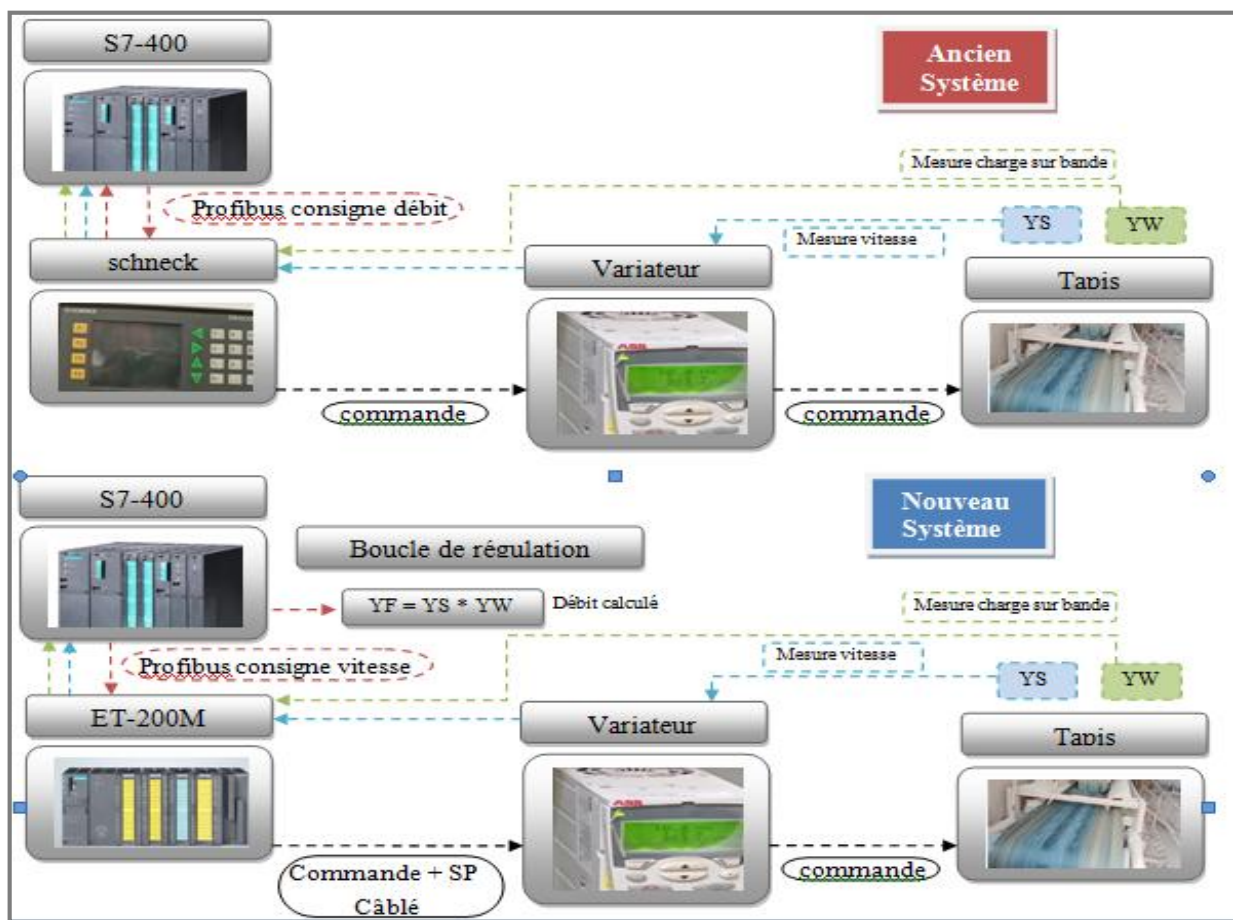 S7-400
Ancien
Système
Mesure charge sur bande
Profibus consigne débit
YS
YW
Mesure vitesse
schneck
Variateur
Tapis
ABB
commande
commande
S7-400
Nouveau
Système
Boucle de régulation
YF = YS * YW
Débit calculé
Mesure charge sur bande
Profibus consigne vitesse
Mesure vitesse
YS
YW
ET-200M
Variateur
Tapis
ABB
Commande + SP
Câblé
commande